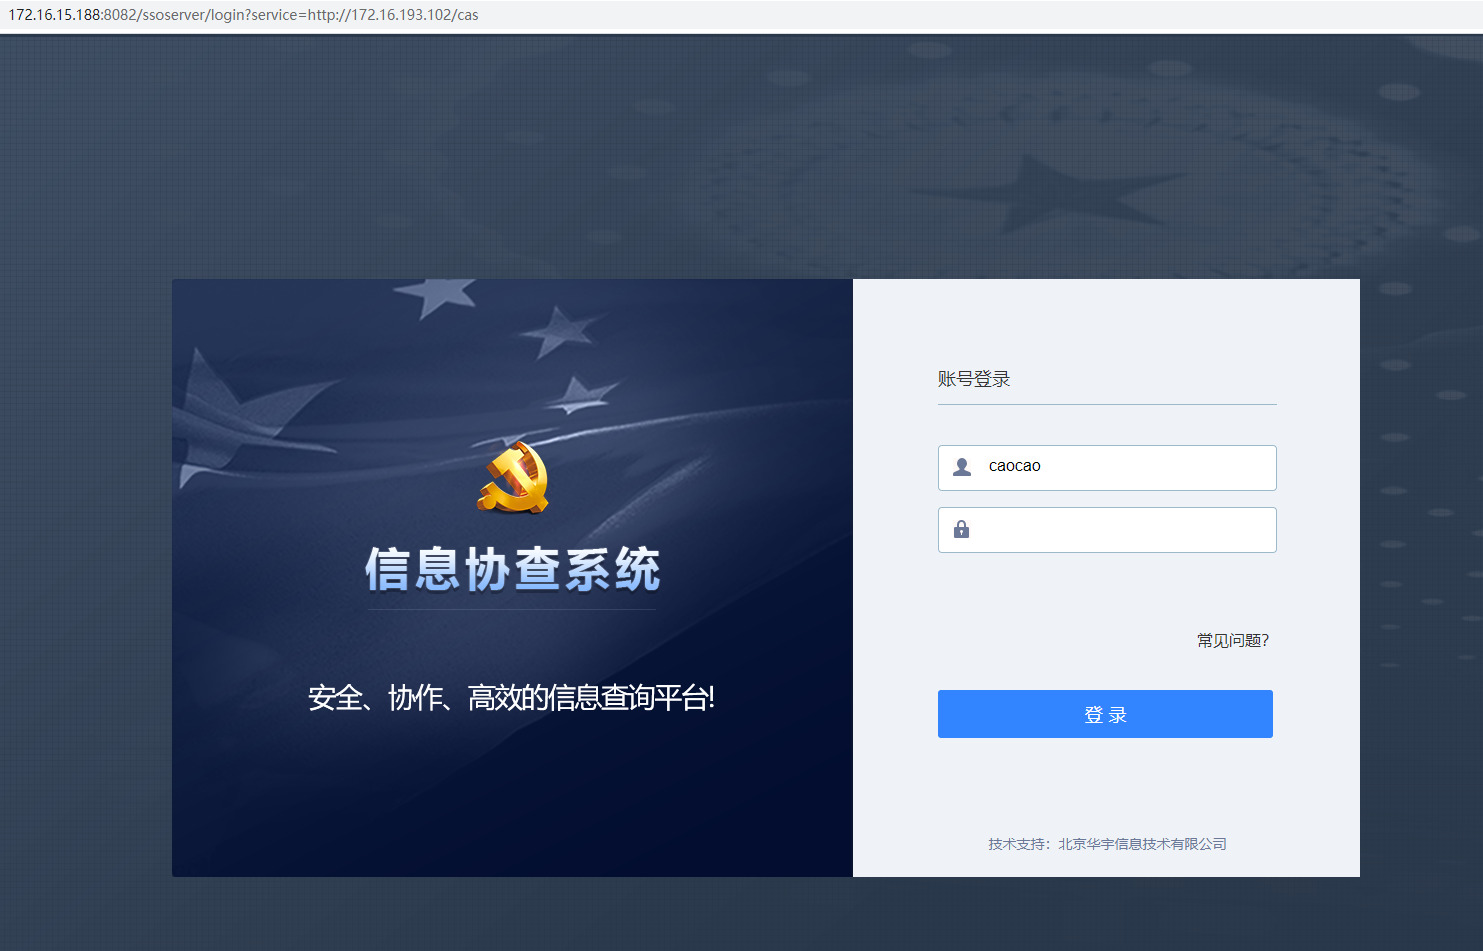 172.16.15.188:8082/ssoserver/login?service=http://172.16.193.102/cas
信息协查系统
安全、协作、高效的信息查询平台!
账号登录
caocao
常见问题?
登 录
技术支持：北京华宇信息技术有限公司